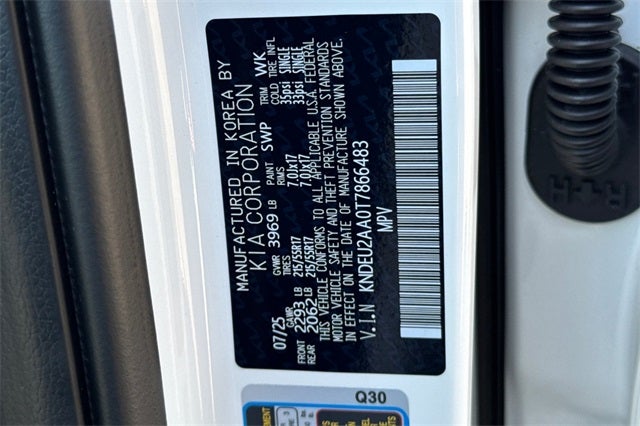 MANUFACTURED IN KOREA BY
KIA CORPORATION
07/25 GVWR 3969 LB PAINT SWP TRIM WK
GAWR TIRES RIMS COLD TIRE INFL
FRONT 2293 LB 215/55R17 7.0Jx17 35psi SINGLE
REAR 2062 LB 215/55R17 7.0Jx17 33psi SINGLE
THIS VEHICLE CONFORMS TO ALL APPLICABLE U.S.A. FEDERAL
MOTOR VEHICLE SAFETY AND THEFT PREVENTION STANDARDS
IN EFFECT ON THE DATE OF MANUFACTURE SHOWN ABOVE.
V.I.N KNDEU2AA0T7866483
MPV
Q30